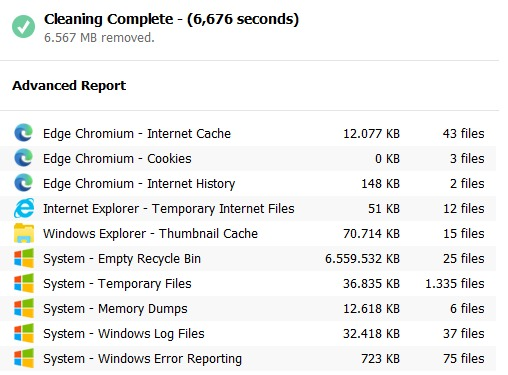 Cleaning Complete - (6,676 seconds)
6.567 MB removed.
Advanced Report
Edge Chromium - Internet Cache 12.077 KB 43 files
Edge Chromium - Cookies 0 KB 3 files
Edge Chromium - Internet History 148 KB 2 files
Internet Explorer - Temporary Internet Files 51 KB 12 files
Windows Explorer - Thumbnail Cache 70.714 KB 15 files
System - Empty Recycle Bin 6.559.532 KB 25 files
System - Temporary Files 36.835 KB 1.335 files
System - Memory Dumps 12.618 KB 6 files
System - Windows Log Files 32.418 KB 37 files
System - Windows Error Reporting 723 KB 75 files